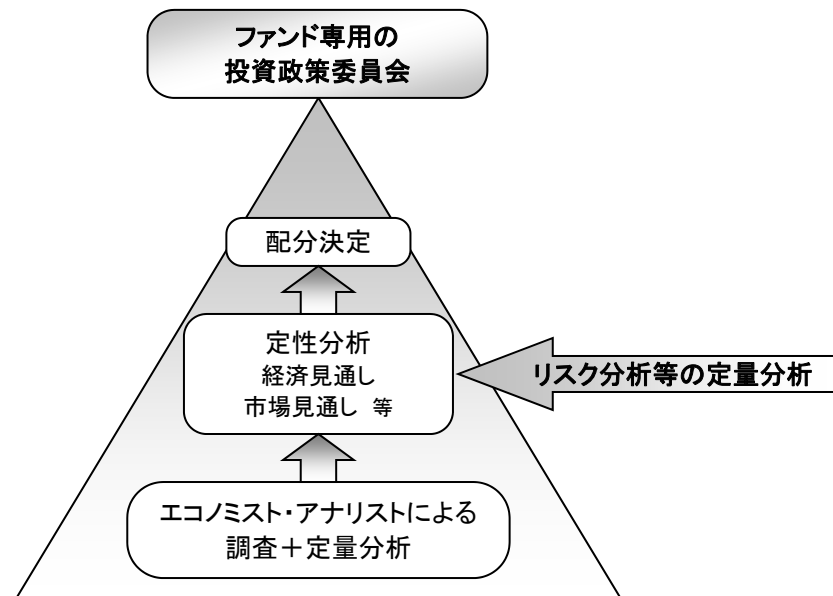 ファンド専用の
投資政策委員会
配分決定
定性分析
経済見通し
市場見通し 等
リスク分析等の定量分析
エコノミスト・アナリストによる
調査＋定量分析